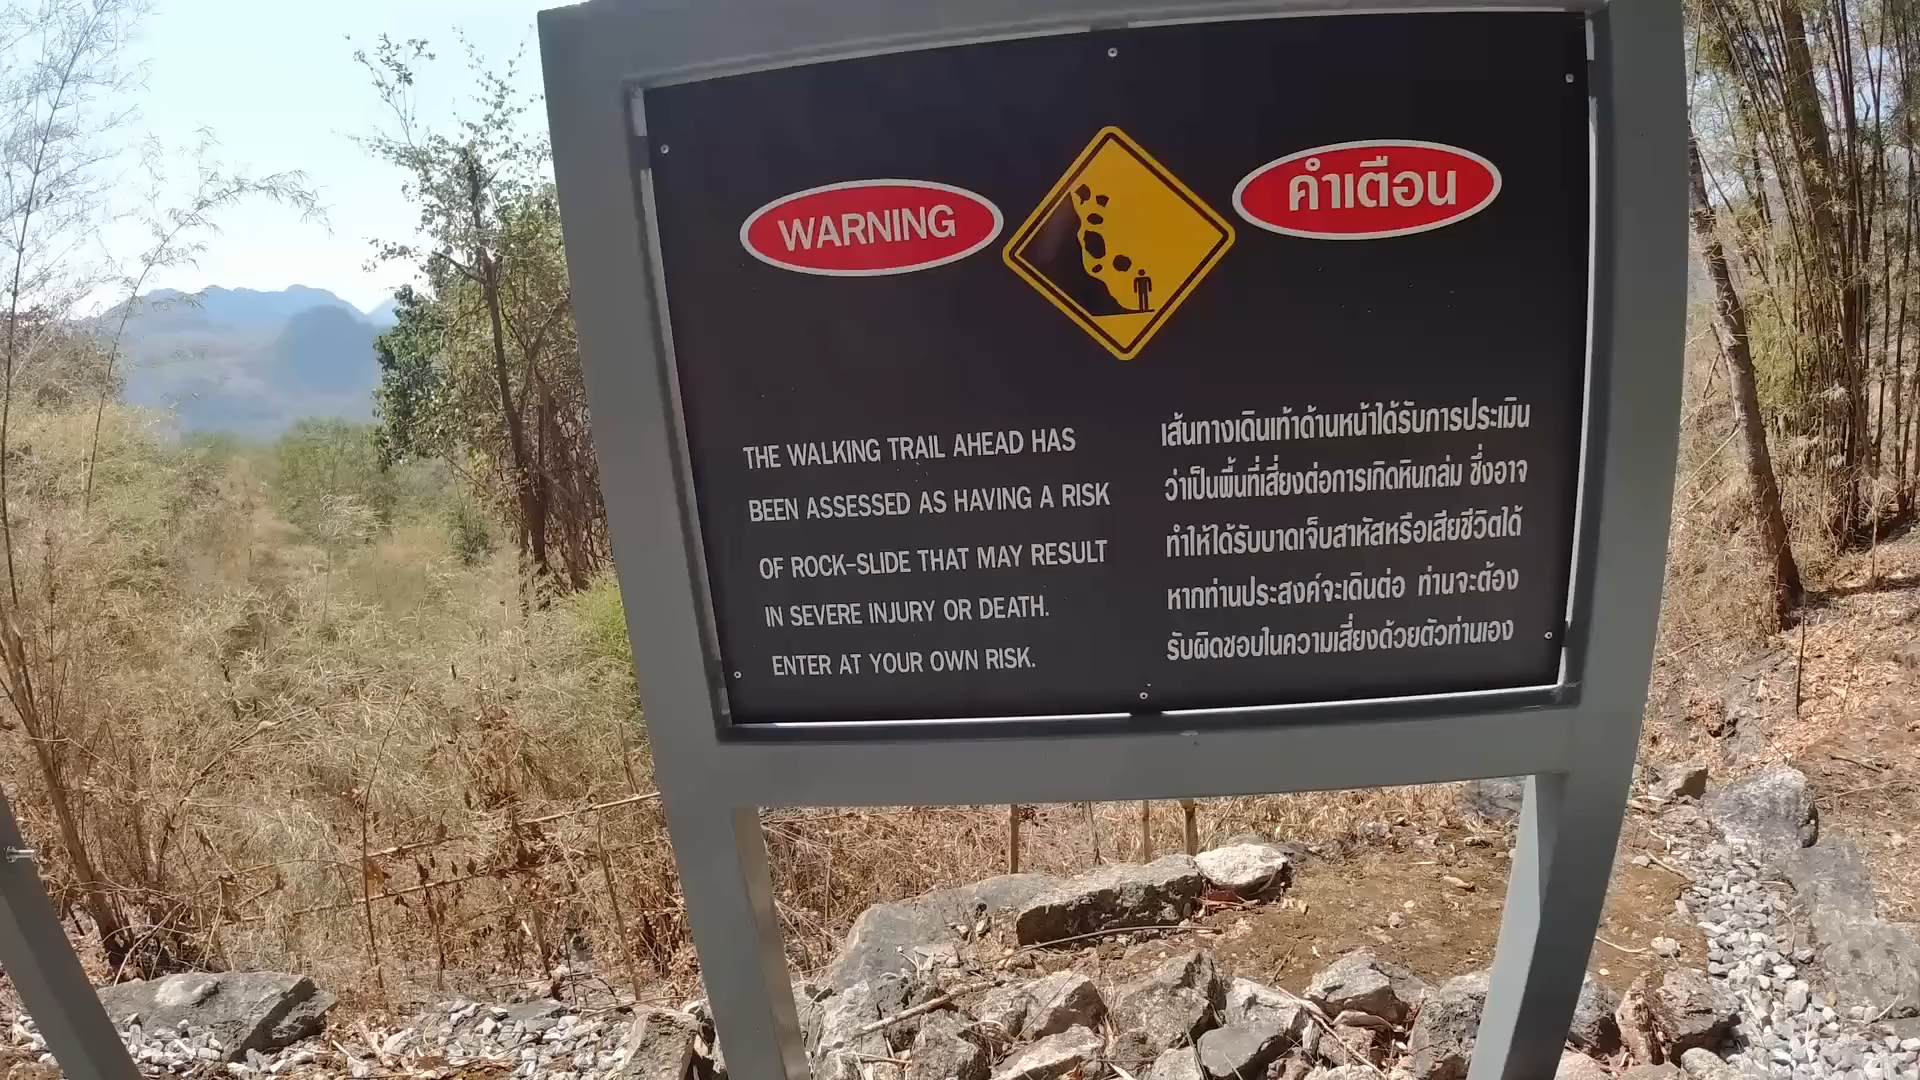 WARNING
คำเตือน
THE WALKING TRAIL AHEAD HAS
BEEN ASSESSED AS HAVING A RISK
OF ROCK-SLIDE THAT MAY RESULT
IN SEVERE INJURY OR DEATH.
ENTER AT YOUR OWN RISK.
เส้นทางเดินเท้าด้านหน้าได้รับการประเมิน
ว่าเป็นพื้นที่เสี่ยงต่อการเกิดหินถล่ม ซึ่งอาจ
ทำให้ได้รับบาดเจ็บสาหัสหรือเสียชีวิตได้
หากท่านประสงค์จะเดินต่อ ท่านจะต้อง
รับผิดชอบในความเสี่ยงด้วยตัวท่านเอง